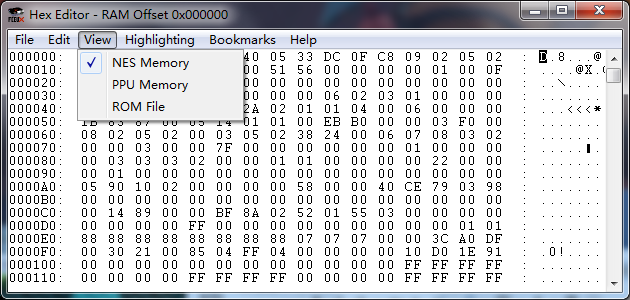 FCEUX Hex Editor - RAM Offset 0x000000
File Edit View Highlighting Bookmarks Help
000000: 40 05 33 DC 0F C8 09 02 05 02 D.8...@
✓ NES Memory
000010: 00 51 56 00 00 00 01 00 0F .@X.
PPU Memory
000020: 00 00 00 00 00 00 00 00
000030: 00 00 06 02 03 01
ROM File
000040: 2A 02 01 01 04 00 06 00 00 00 <<<*
000050: 1B 83 87 00 05 14 01 01 00 EB B0 00 00 03 F0 00
000060: 08 02 05 02 00 03 05 02 38 24 00 06 07 08 03 02
000070: 00 00 03 00 00 7F 00 00 00 00 00 01 00 00 00
000080: 00 03 03 03 02 00 00 01 01 00 00 00 00 22 00 00
000090: 00 01 00 00 00 00 00 00 00 00 00 00 00 00 00 00
0000A0: 05 90 10 02 00 00 00 00 58 00 00 40 CE 79 03 98
0000B0: 00 00 00 00 00 00 00 00 00 00 00 00 00 00 00 00
0000C0: 00 14 89 00 00 BF 8A 02 52 01 55 03 00 00 00 00
0000D0: 00 00 00 00 FF 00 00 00 00 00 00 00 00 00 01 01
0000E0: 88 88 88 88 88 88 88 88 07 07 07 00 00 3C A0 DF
0000F0: 00 30 21 00 85 04 FF 04 00 00 00 00 10 D0 1E 91 .0!
000100: 00 00 00 00 00 00 00 00 00 00 00 00 FF FF FF FF
000110: 00 00 00 00 FF FF FF FF 00 00 00 00 FF FF FF FF